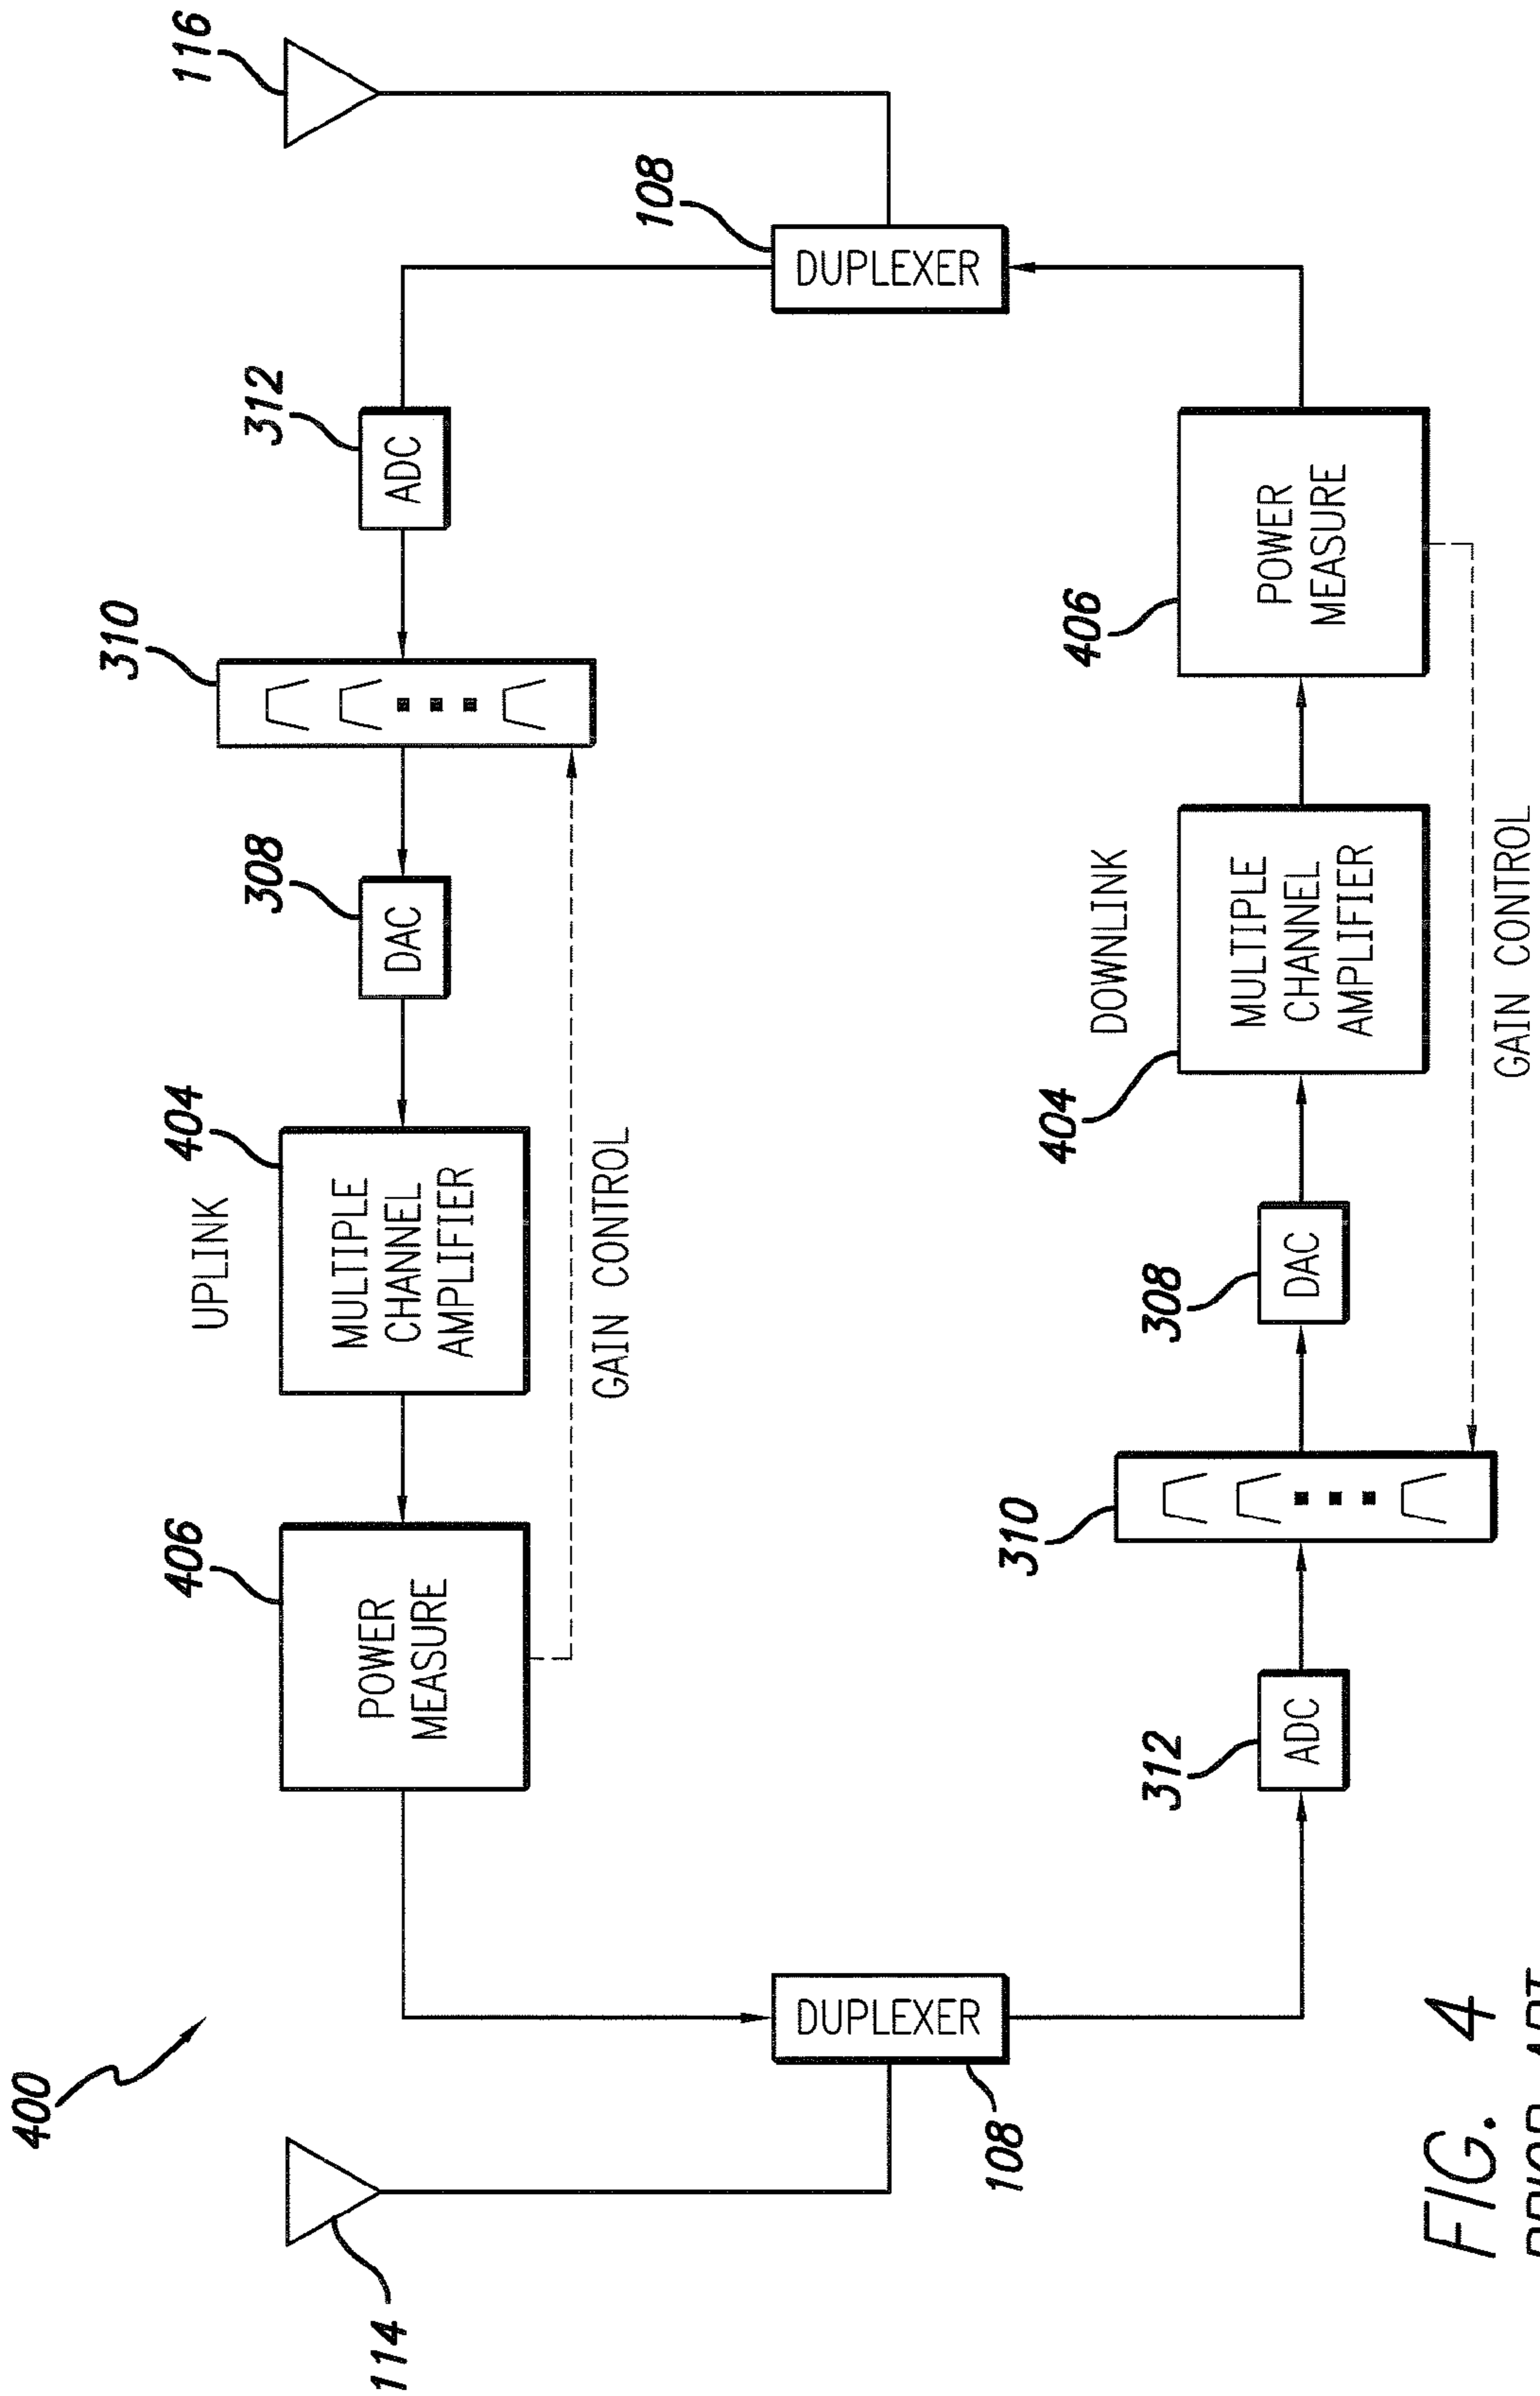 400
310
406
404
116
UPLINK
308
312
POWER
MEASURE
MULTIPLE
CHANNEL
AMPLIFIER
DAC
ADC
114
GAIN CONTROL
108
DUPLEXER
DUPLEXER
108
310
404
406
DOWNLINK
312
308
ADC
DAC
MULTIPLE
CHANNEL
AMPLIFIER
POWER
MEASURE
GAIN CONTROL
FIG. 4
PRIOR ART